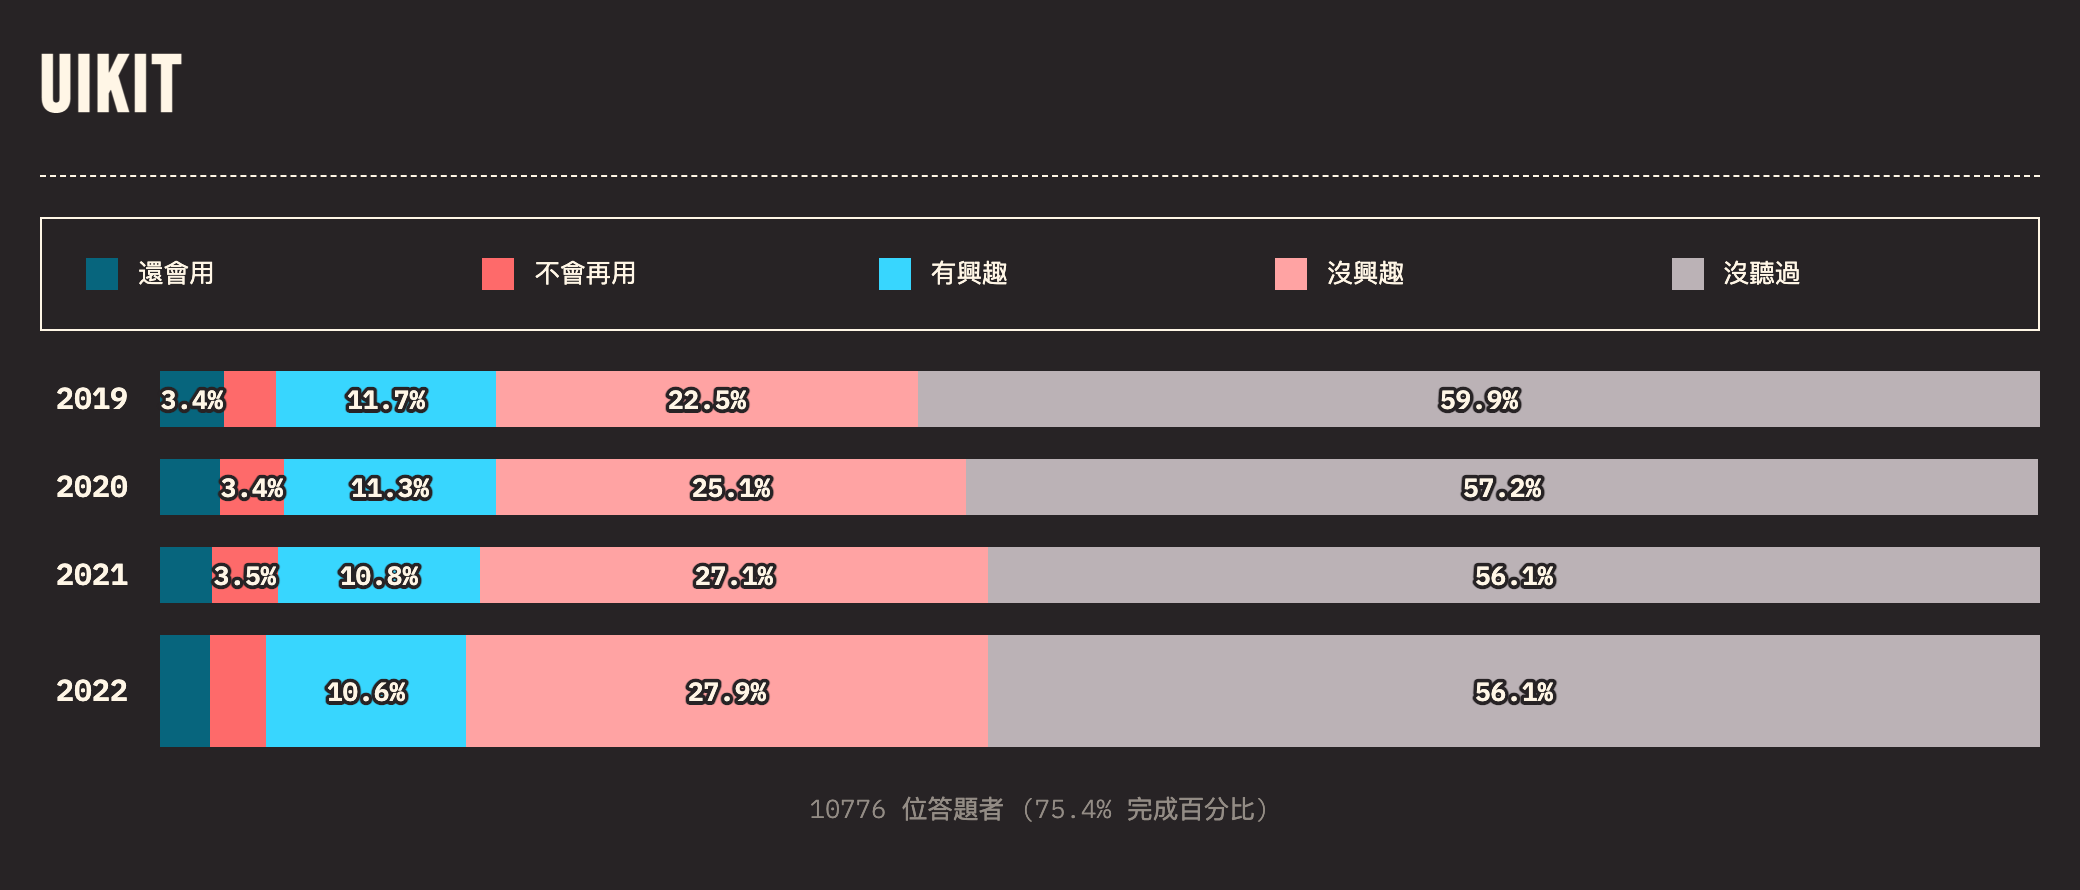 UIKIT
還會用 不會再用 有興趣 沒興趣 沒聽過
2019 3.4% 11.7% 22.5% 59.9%
2020 3.4% 11.3% 25.1% 57.2%
2021 3.5% 10.8% 27.1% 56.1%
2022 10.6% 27.9% 56.1%
10776 位答題者 (75.4% 完成百分比)